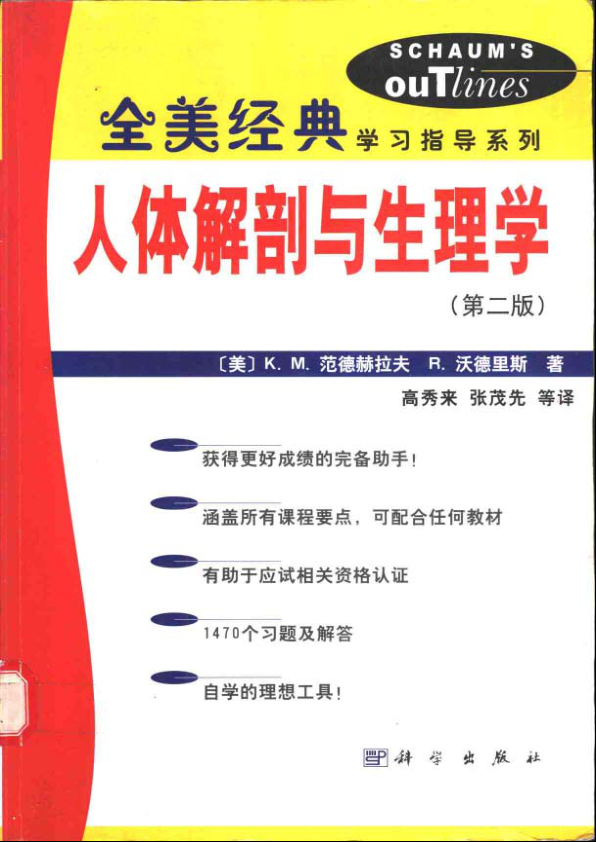 SCHAUM'S
ouTlines
全美经典 学习指导系列
人体解剖与生理学
（第二版）
〔美〕K. M. 范德赫拉夫 R. 沃德里斯 著
高秀来 张茂先 等译
获得更好成绩的完备助手！
涵盖所有课程要点，可配合任何教材
有助于应试相关资格认证
1470个习题及解答
自学的理想工具！
科学出版社